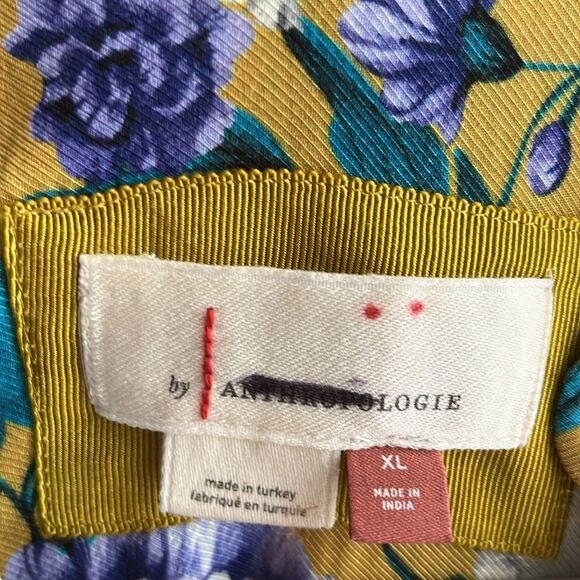 by ANTHROPOLOGIE
made in turkey
fabriqué en turquie
XL
MADE IN
INDIA